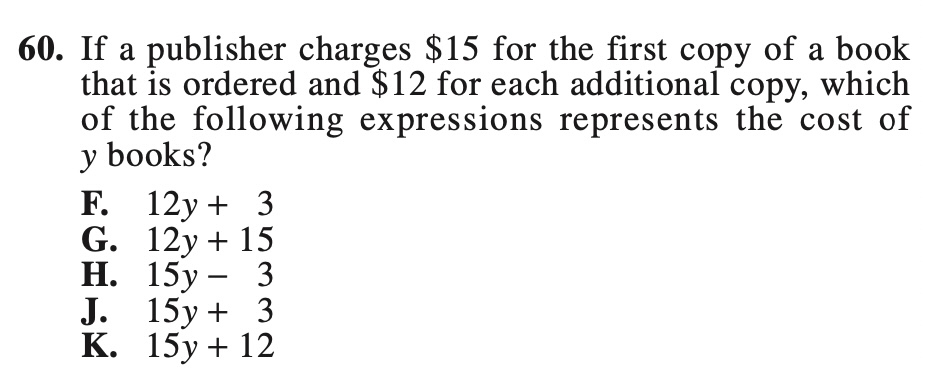 60. If a publisher charges $15 for the first copy of a book
that is ordered and $12 for each additional copy, which
of the following expressions represents the cost of
y books?
F. 12y + 3
G. 12y + 15
H. 15y – 3
J. 15y + 3
K. 15y + 12